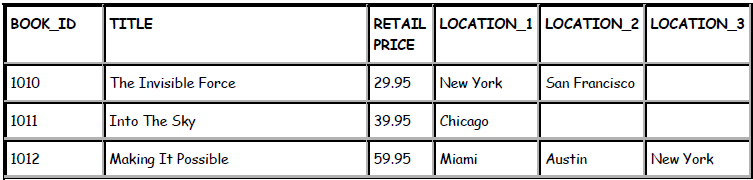 BOOK_ID TITLE RETAIL PRICE LOCATION_1 LOCATION_2 LOCATION_3
1010 The Invisible Force 29.95 New York San Francisco
1011 Into The Sky 39.95 Chicago
1012 Making It Possible 59.95 Miami Austin New York